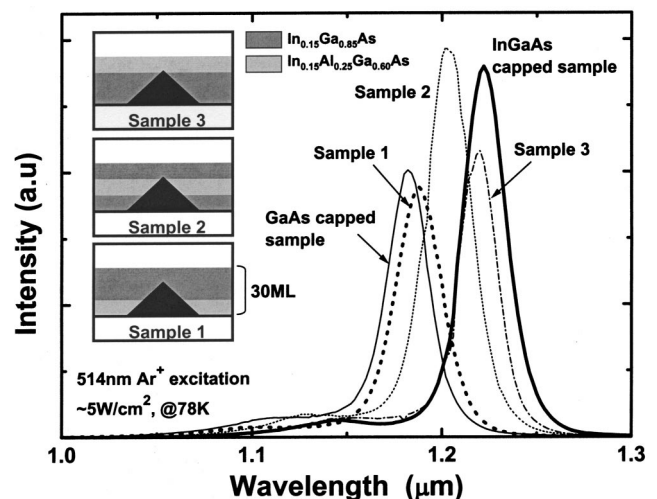 In0.15Ga0.85As
In0.15Al0.25Ga0.60As
InGaAs
capped sample
Sample 2
Sample 3
Sample 1
Sample 3
GaAs capped
sample
Sample 2
30ML
Sample 1
514nm Ar+ excitation
~5W/cm2, @78K
Intensity (a.u)
1.0 1.1 1.2 1.3
Wavelength (μm)